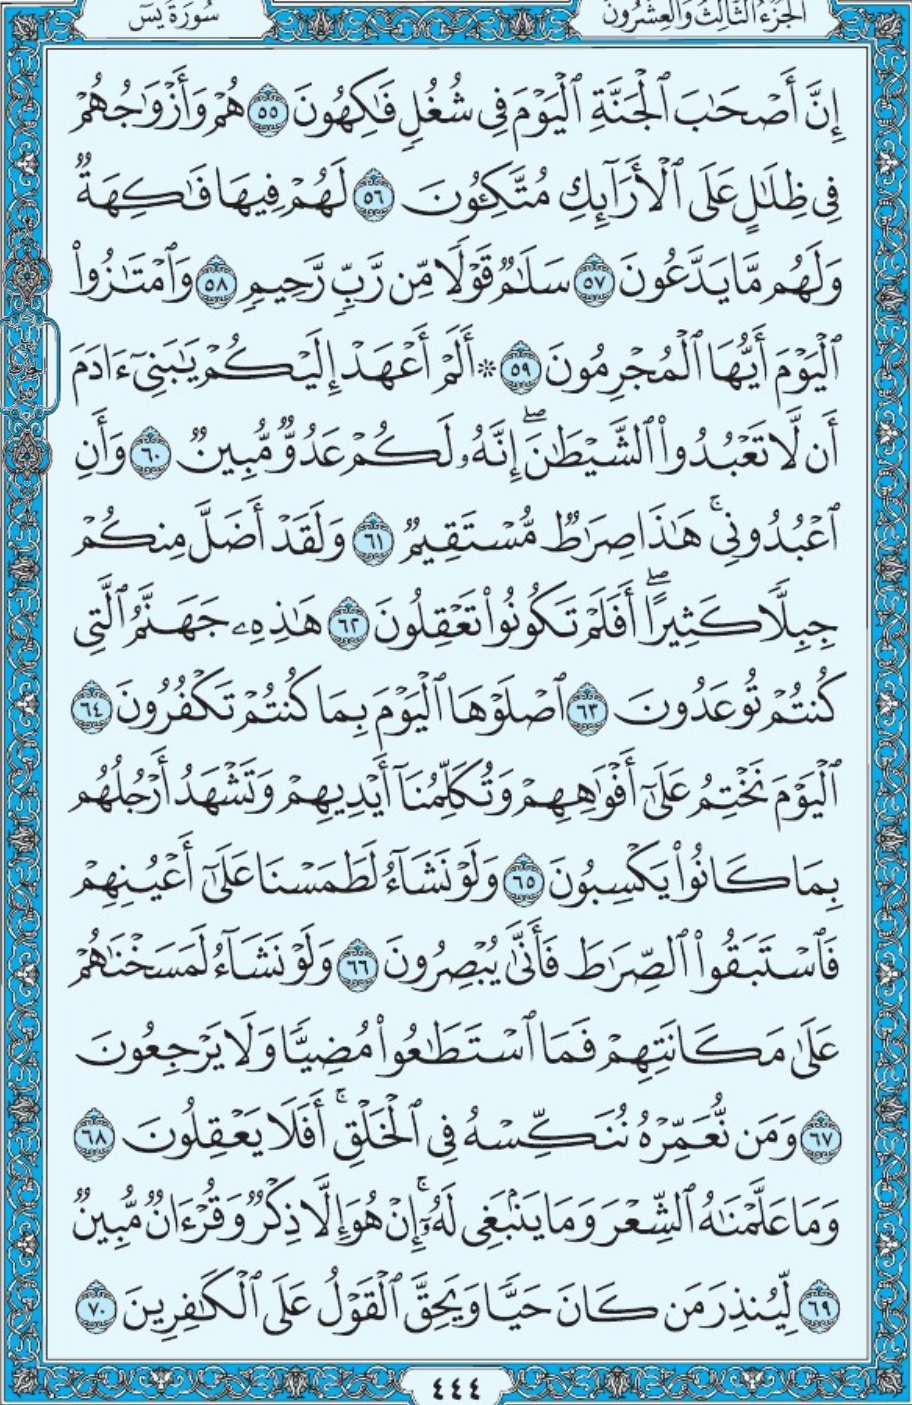 الجزء الثالث والعشرون
سورة يس
إِنَّ أَصْحَٰبَ ٱلْجَنَّةِ ٱلْيَوْمَ فِى شُغُلٍ فَٰكِهُونَ ٥٥ هُمْ وَأَزْوَٰجُهُمْ
فِى ظِلَٰلٍ عَلَى ٱلْأَرَآئِكِ مُتَّكِـُٔونَ ٥٦ لَهُمْ فِيهَا فَٰكِهَةٌ
وَلَهُم مَّا يَدَّعُونَ ٥٧ سَلَٰمٌ قَوْلًا مِّن رَّبٍّ رَّحِيمٍ ٥٨ وَٱمْتَٰزُوا۟
ٱلْيَوْمَ أَيُّهَا ٱلْمُجْرِمُونَ ٥٩ ۞ أَلَمْ أَعْهَدْ إِلَيْكُمْ يَٰبَنِىٓ ءَادَمَ
أَن لَّا تَعْبُدُوا۟ ٱلشَّيْطَٰنَ ۖ إِنَّهُۥ لَكُمْ عَدُوٌّ مُّبِينٌ ٦٠ وَأَنِ
ٱعْبُدُونِى ۚ هَٰذَا صِرَٰطٌ مُّسْتَقِيمٌ ٦١ وَلَقَدْ أَضَلَّ مِنكُمْ
جِبِلًّا كَثِيرًا ۖ أَفَلَمْ تَكُونُوا۟ تَعْقِلُونَ ٦٢ هَٰذِهِۦ جَهَنَّمُ ٱلَّتِى
كُنتُمْ تُوعَدُونَ ٦٣ ٱصْلَوْهَا ٱلْيَوْمَ بِمَا كُنتُمْ تَكْفُرُونَ ٦٤
ٱلْيَوْمَ نَخْتِمُ عَلَىٰٓ أَفْوَٰهِهِمْ وَتُكَلِّمُنَآ أَيْدِيهِمْ وَتَشْهَدُ أَرْجُلُهُم
بِمَا كَانُوا۟ يَكْسِبُونَ ٦٥ وَلَوْ نَشَآءُ لَطَمَسْنَا عَلَىٰٓ أَعْيُنِهِمْ
فَٱسْتَبَقُوا۟ ٱلصِّرَٰطَ فَأَنَّىٰ يُبْصِرُونَ ٦٦ وَلَوْ نَشَآءُ لَمَسَخْنَٰهُمْ
عَلَىٰ مَكَانَتِهِمْ فَمَا ٱسْتَطَٰعُوا۟ مُضِيًّا وَلَا يَرْجِعُونَ
٦٧ وَمَن نُّعَمِّرْهُ نُنَكِّسْهُ فِى ٱلْخَلْقِ ۚ أَفَلَا يَعْقِلُونَ ٦٨
وَمَا عَلَّمْنَٰهُ ٱلشِّعْرَ وَمَا يَنۢبَغِى لَهُۥٓ ۚ إِنْ هُوَ إِلَّا ذِكْرٌ وَقُرْءَانٌ مُّبِينٌ
٦٩ لِّيُنذِرَ مَن كَانَ حَيًّا وَيَحِقَّ ٱلْقَوْلُ عَلَى ٱلْكَٰفِرِينَ ٧٠
٤٤٤